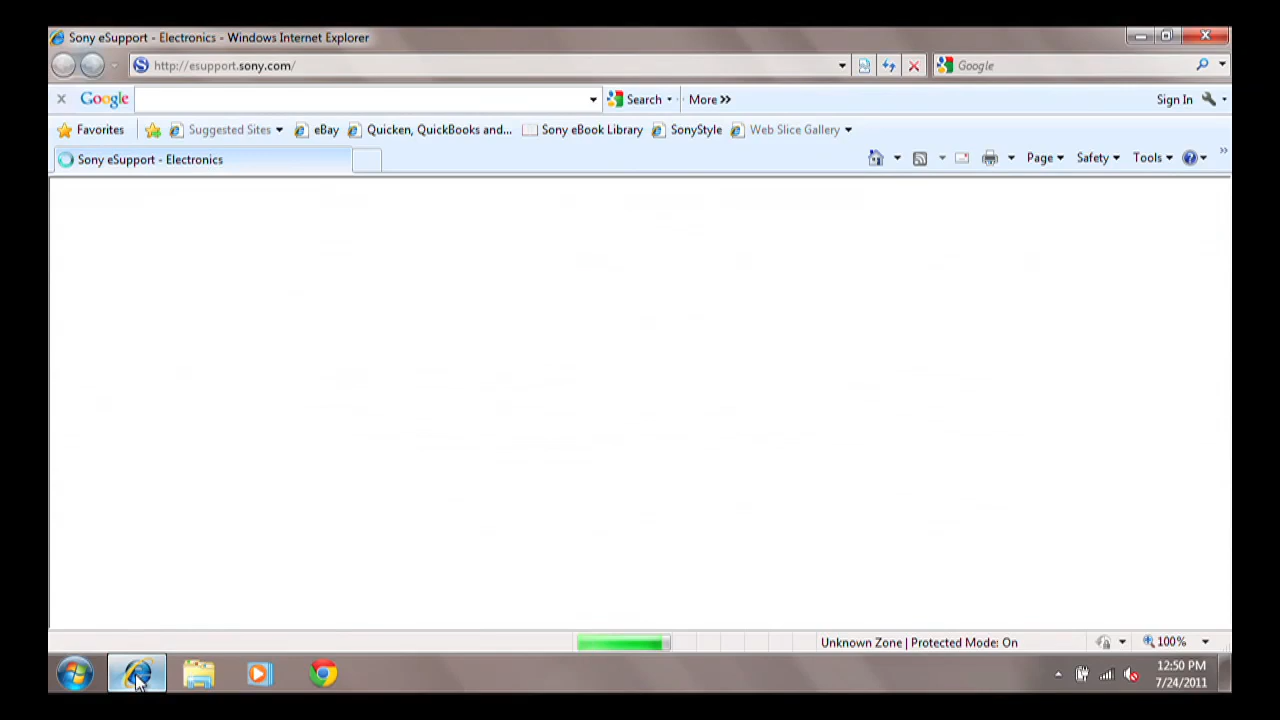 Sony eSupport - Electronics - Windows Internet Explorer
http://esupport.sony.com/
Google
x Google Search More »
Sign In
Favorites Suggested Sites eBay Quicken, QuickBooks and... Sony eBook Library SonyStyle Web Slice Gallery
Sony eSupport - Electronics
Page Safety Tools »
Unknown Zone | Protected Mode: On
100%
12:50 PM
7/24/2011